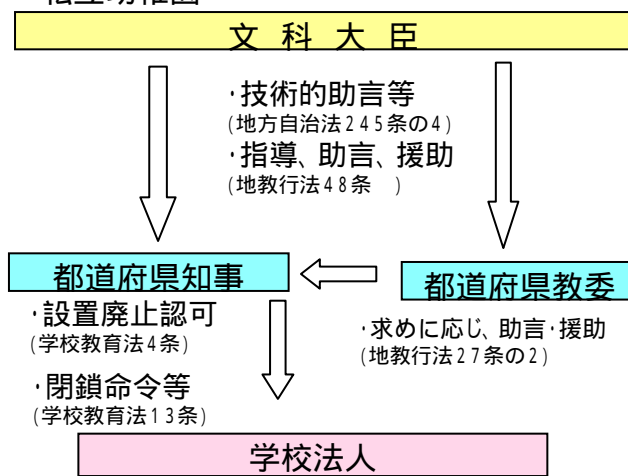 文科大臣
・技術的助言等
(地方自治法245条の4)
・指導、助言、援助
(地教行法48条　)
都道府県知事
都道府県教委
・設置廃止認可
(学校教育法4条)
・求めに応じ、助言・援助
(地教行法27条の2)
・閉鎖命令等
(学校教育法13条)
学校法人